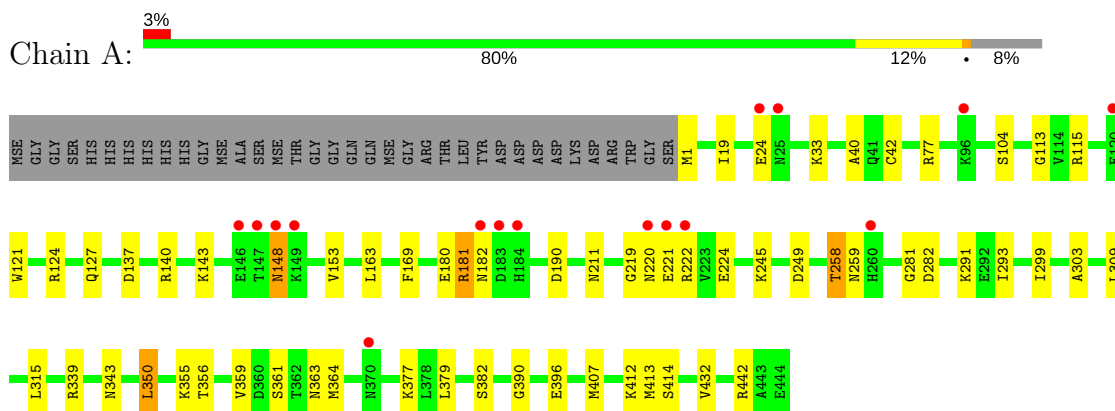 3%
Chain A:
80% 12% • 8%
MSE GLY GLY SER HIS HIS HIS HIS HIS HIS GLY MSE ALA SER MSE THR GLY GLY GLN GLN MSE GLY ARG THR LEU TYR ASP ASP ASP ASP LYS ASP ARG TRP GLY SER M1 I19 E24 N25 K33 A40 Q41 C42 R77 K96 S104 G113 V114 R115 E120
W121 R124 Q127 D137 R140 K143 E146 T147 N148 K149 V153 L163 F169 E180 R181 N182 D183 H184 D190 N211 G219 N220 E221 R222 V223 E224 K245 D249 T258 N259 H260 G281 D282 K291 E292 I293 I299 A303 L309
L315 R339 N343 L350 K355 T356 V359 D360 S361 T362 N363 M364 N370 K377 L378 L379 S382 G390 E396 M407 K412 M413 S414 V432 R442 A443 E444